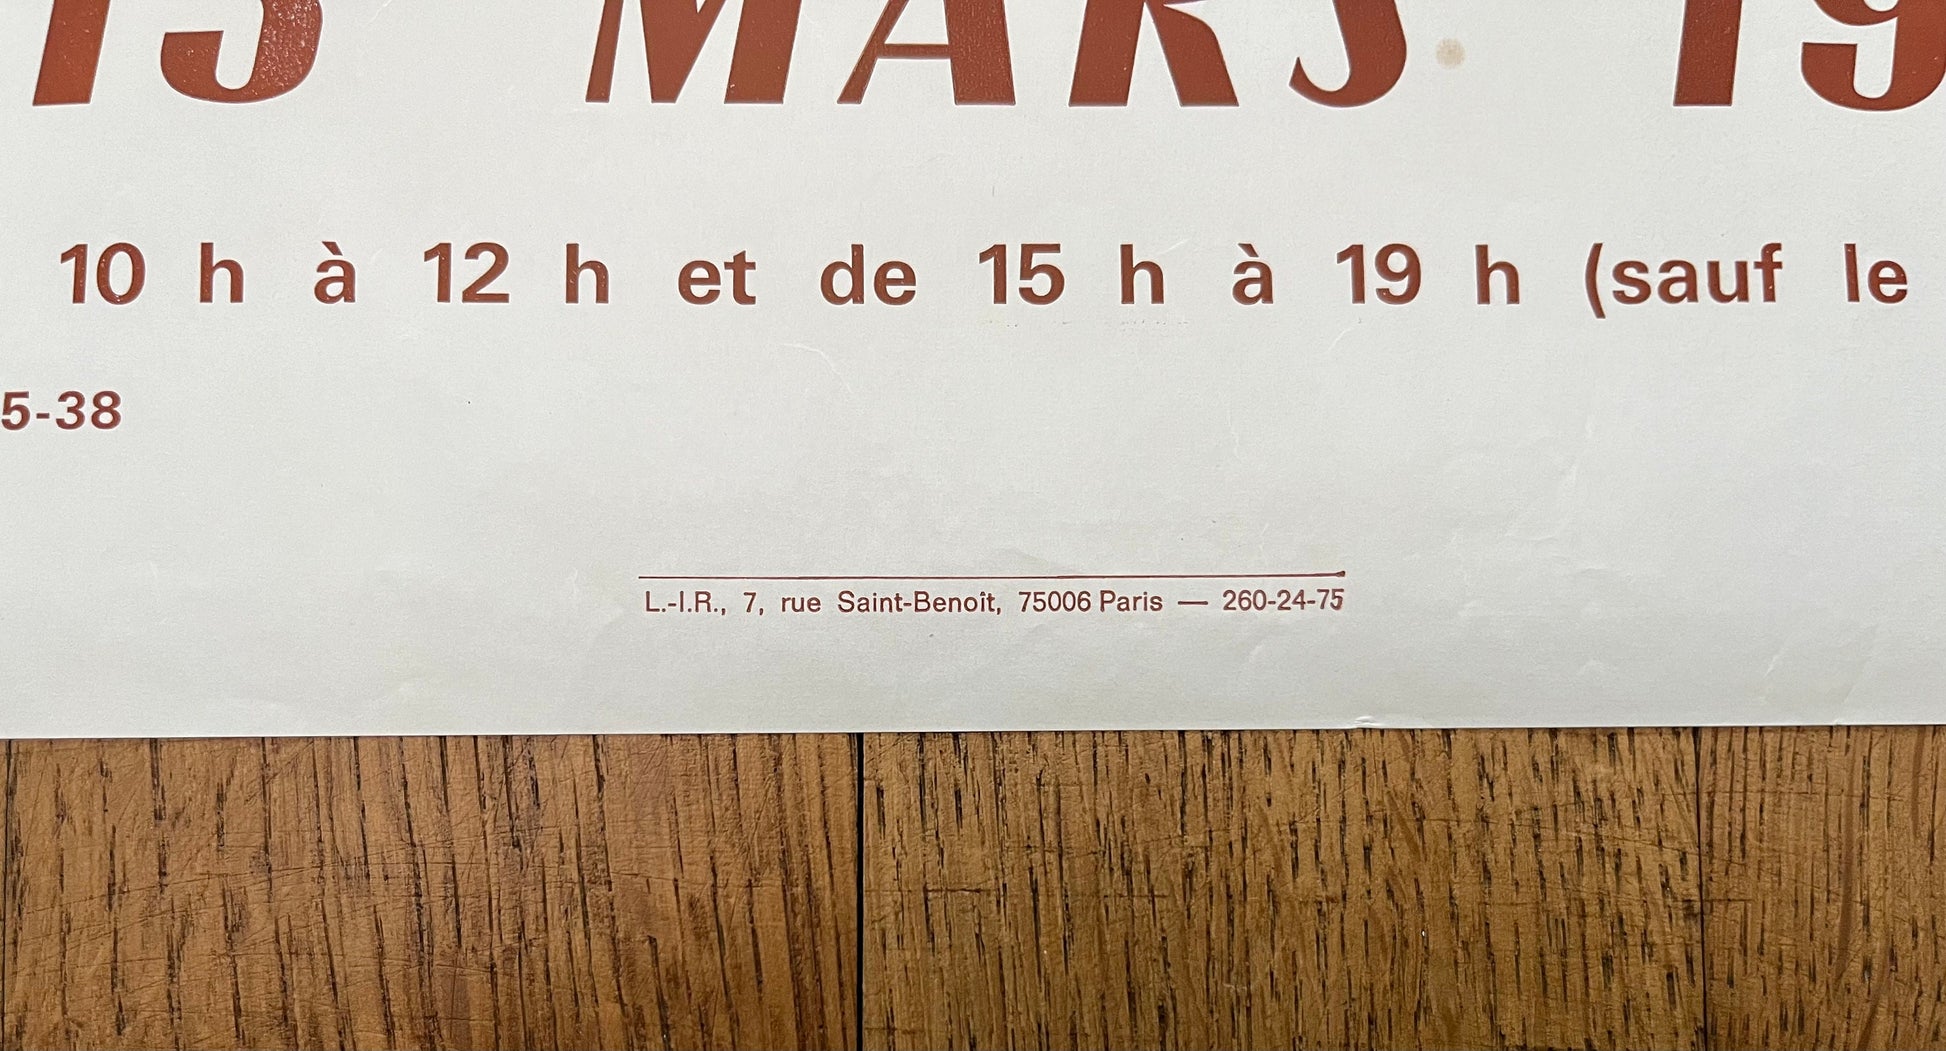 MARS 19
10 h à 12 h et de 15 h à 19 h (sauf le
5-38
L.-I.R., 7, rue Saint-Benoît, 75006 Paris — 260-24-75